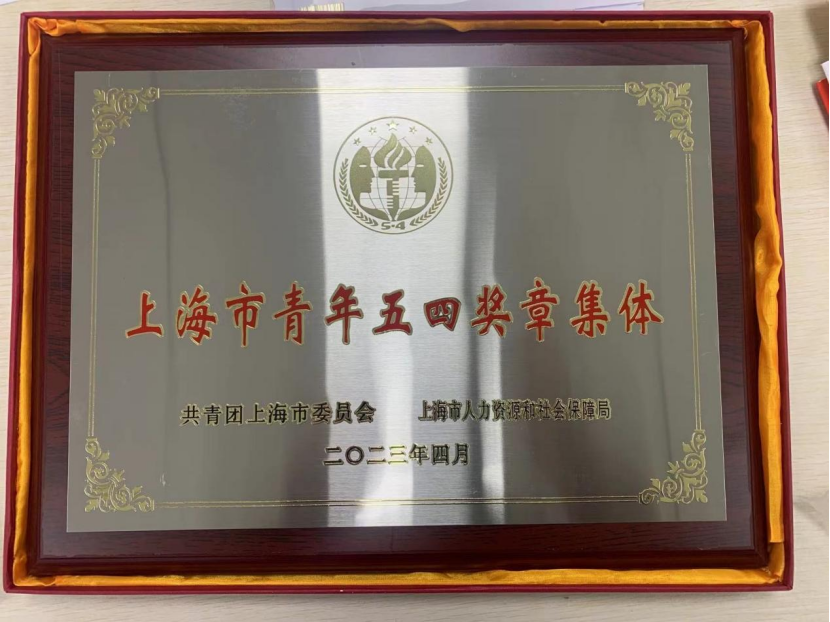 5·4
上海市青年五四奖章集体
共青团上海市委员会 上海市人力资源和社会保障局
二〇二三年四月